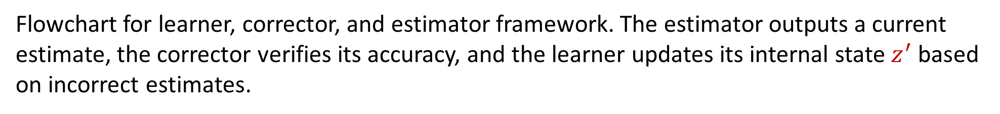 Flowchart for learner, corrector, and estimator framework. The estimator outputs a current
estimate, the corrector verifies its accuracy, and the learner updates its internal state z′ based
on incorrect estimates.